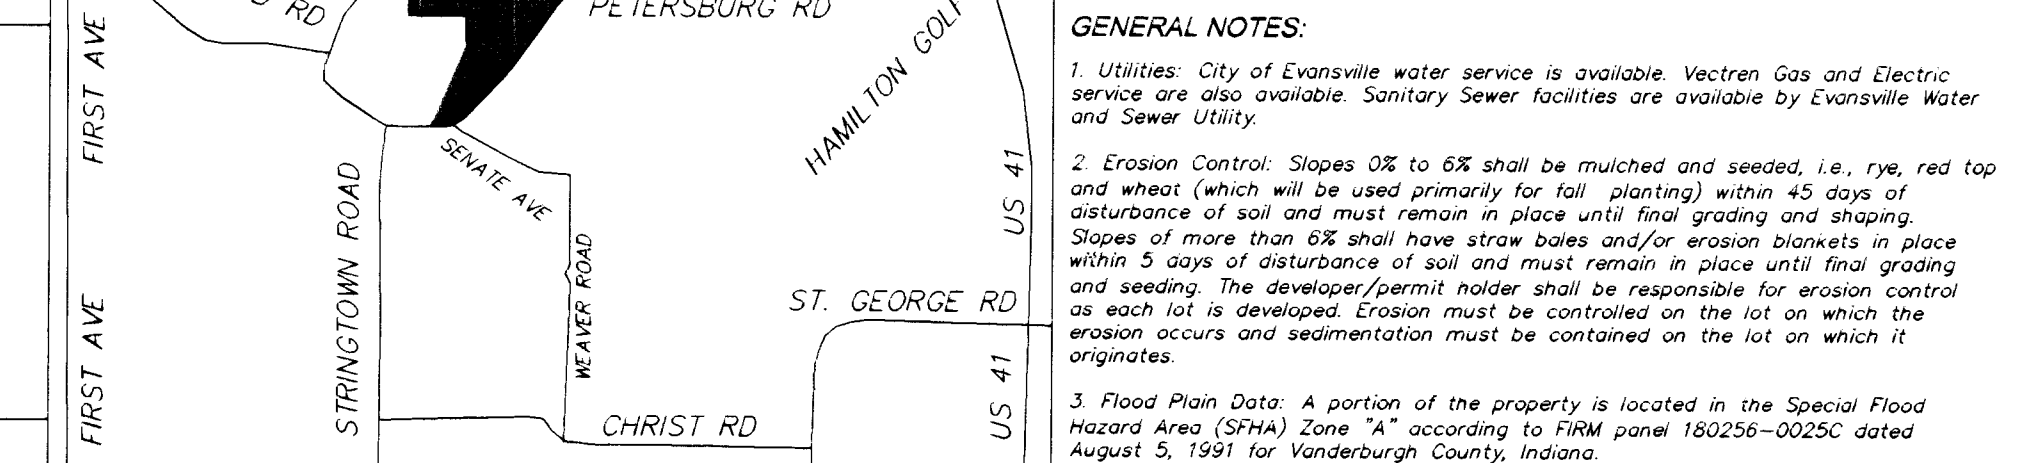 RD
PETERSBURG RD
HAMILTON GOLF
FIRST AVE
SENATE AVE
US 41
STRINGTOWN ROAD
WEAVER ROAD
ST. GEORGE RD
FIRST AVE
US 41
CHRIST RD
GENERAL NOTES:
1. Utilities: City of Evansville water service is available. Vectren Gas and Electric
service are also available. Sanitary Sewer facilities are available by Evansville Water
and Sewer Utility.
2. Erosion Control: Slopes 0% to 6% shall be mulched and seeded, i.e., rye, red top
and wheat (which will be used primarily for fall planting) within 45 days of
disturbance of soil and must remain in place until final grading and shaping.
Slopes of more than 6% shall have straw bales and/or erosion blankets in place
within 5 days of disturbance of soil and must remain in place until final grading
and seeding. The developer/permit holder shall be responsible for erosion control
as each lot is developed. Erosion must be controlled on the lot on which the
erosion occurs and sedimentation must be contained on the lot on which it
originates.
3. Flood Plain Data: A portion of the property is located in the Special Flood
Hazard Area (SFHA) Zone "A" according to FIRM panel 180256-0025C dated
August 5, 1991 for Vanderburgh County, Indiana.